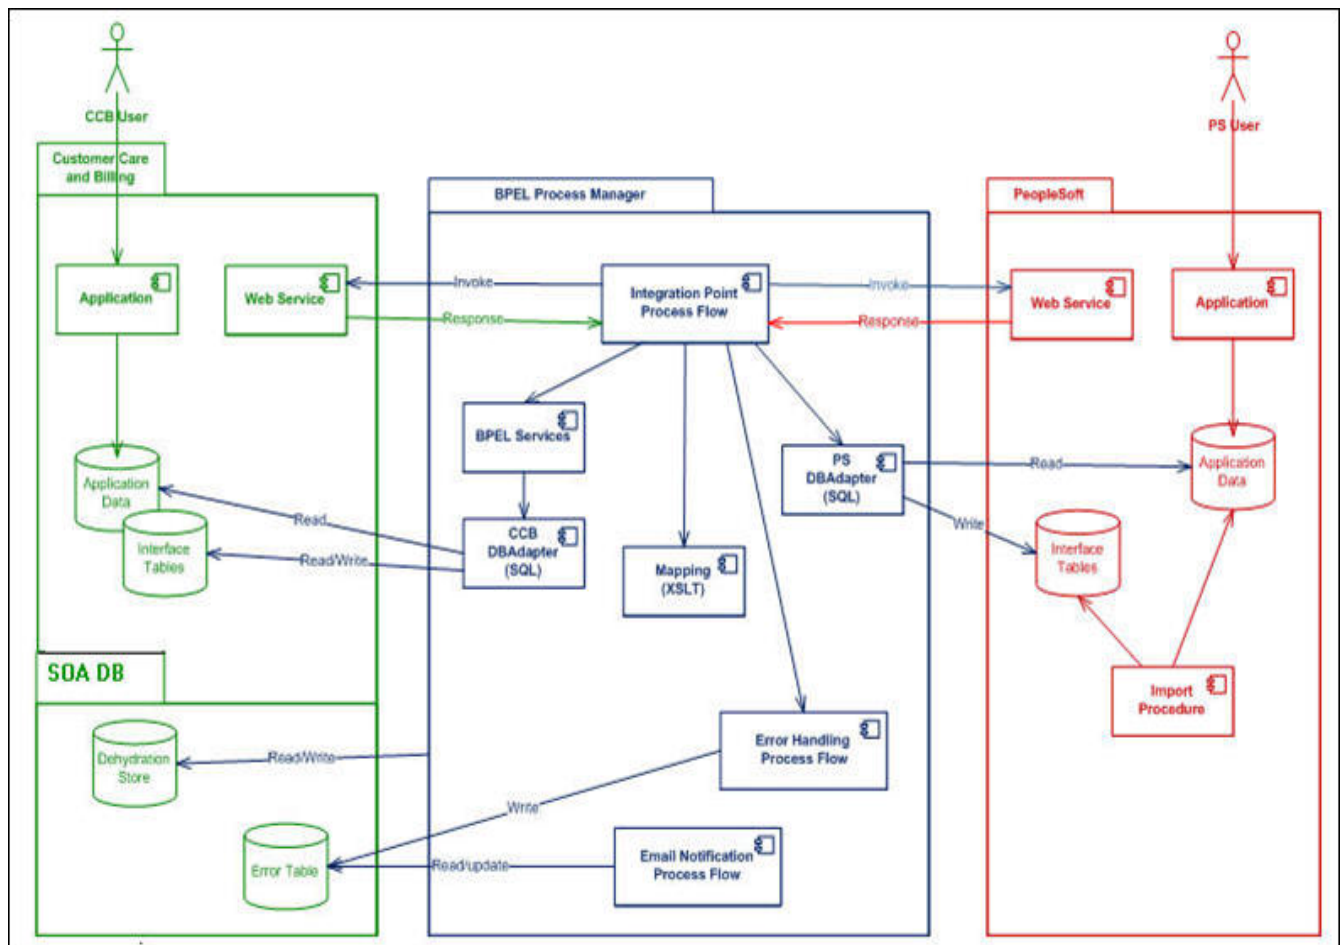 CCB User
PS User
Customer Care
and Billing
BPEL Process Manager
PeopleSoft
Application
Web Service
Invoke
Response
Integration Point
Process Flow
Invoke
Response
Web Service
Application
BPEL Services
PS
DBAdapter
(SQL)
Read
Application
Data
Application
Data
Read
Interface
Tables
Read/Write
CCB
DBAdapter
(SQL)
Mapping
(XSLT)
Write
Interface
Tables
Import
Procedure
SOA DB
Dehydration
Store
Read/Write
Error Handling
Process Flow
Write
Error Table
Read/update
Email Notification
Process Flow